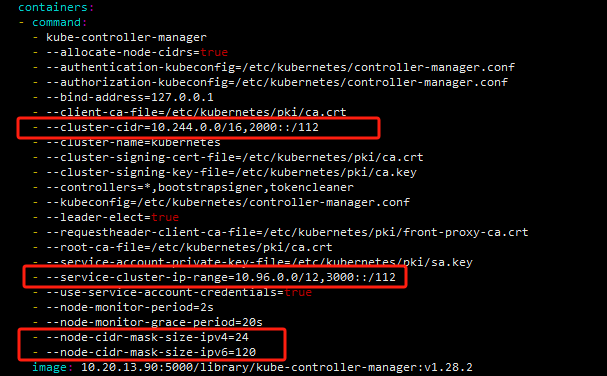 containers:
- command:
- kube-controller-manager
- --allocate-node-cidrs=true
- --authentication-kubeconfig=/etc/kubernetes/controller-manager.conf
- --authorization-kubeconfig=/etc/kubernetes/controller-manager.conf
- --bind-address=127.0.0.1
- --client-ca-file=/etc/kubernetes/pki/ca.crt
- --cluster-cidr=10.244.0.0/16,2000::/112
- --cluster-name=kubernetes
- --cluster-signing-cert-file=/etc/kubernetes/pki/ca.crt
- --cluster-signing-key-file=/etc/kubernetes/pki/ca.key
- --controllers=*,bootstrapsigner,tokencleaner
- --kubeconfig=/etc/kubernetes/controller-manager.conf
- --leader-elect=true
- --requestheader-client-ca-file=/etc/kubernetes/pki/front-proxy-ca.crt
- --root-ca-file=/etc/kubernetes/pki/ca.crt
- --service-account-private-key-file=/etc/kubernetes/pki/sa.key
- --service-cluster-ip-range=10.96.0.0/12,3000::/112
- --use-service-account-credentials=true
- --node-monitor-period=2s
- --node-monitor-grace-period=20s
- --node-cidr-mask-size-ipv4=24
- --node-cidr-mask-size-ipv6=120
image: 10.20.13.90:5000/library/kube-controller-manager:v1.28.2